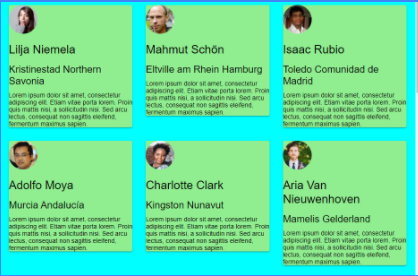 Lilja Niemela
Kristinestad Northern
Savonia
Lorem ipsum dolor sit amet, consectetur
adipiscing elit. Etiam vitae porta lorem. Proin
quis mattis nisi, a sollicitudin nisi. Sed arcu
lectus, consequat non sagittis eleifend,
fermentum maximus sapien.
Mahmut Schön
Eltville am Rhein Hamburg
Lorem ipsum dolor sit amet, consectetur
adipiscing elit. Etiam vitae porta lorem. Proin
quis mattis nisi, a sollicitudin nisi. Sed arcu
lectus, consequat non sagittis eleifend,
fermentum maximus sapien.
Isaac Rubio
Toledo Comunidad de
Madrid
Lorem ipsum dolor sit amet, consectetur
adipiscing elit. Etiam vitae porta lorem. Proin
quis mattis nisi, a sollicitudin nisi. Sed arcu
lectus, consequat non sagittis eleifend,
fermentum maximus sapien.
Adolfo Moya
Murcia Andalucía
Lorem ipsum dolor sit amet, consectetur
adipiscing elit. Etiam vitae porta lorem. Proin
quis mattis nisi, a sollicitudin nisi. Sed arcu
lectus, consequat non sagittis eleifend,
fermentum maximus sapien.
Charlotte Clark
Kingston Nunavut
Lorem ipsum dolor sit amet, consectetur
adipiscing elit. Etiam vitae porta lorem. Proin
quis mattis nisi, a sollicitudin nisi. Sed arcu
lectus, consequat non sagittis eleifend,
fermentum maximus sapien.
Aria Van
Nieuwenhoven
Mamelis Gelderland
Lorem ipsum dolor sit amet, consectetur
adipiscing elit. Etiam vitae porta lorem. Proin
quis mattis nisi, a sollicitudin nisi. Sed arcu
lectus, consequat non sagittis eleifend,
fermentum maximus sapien.